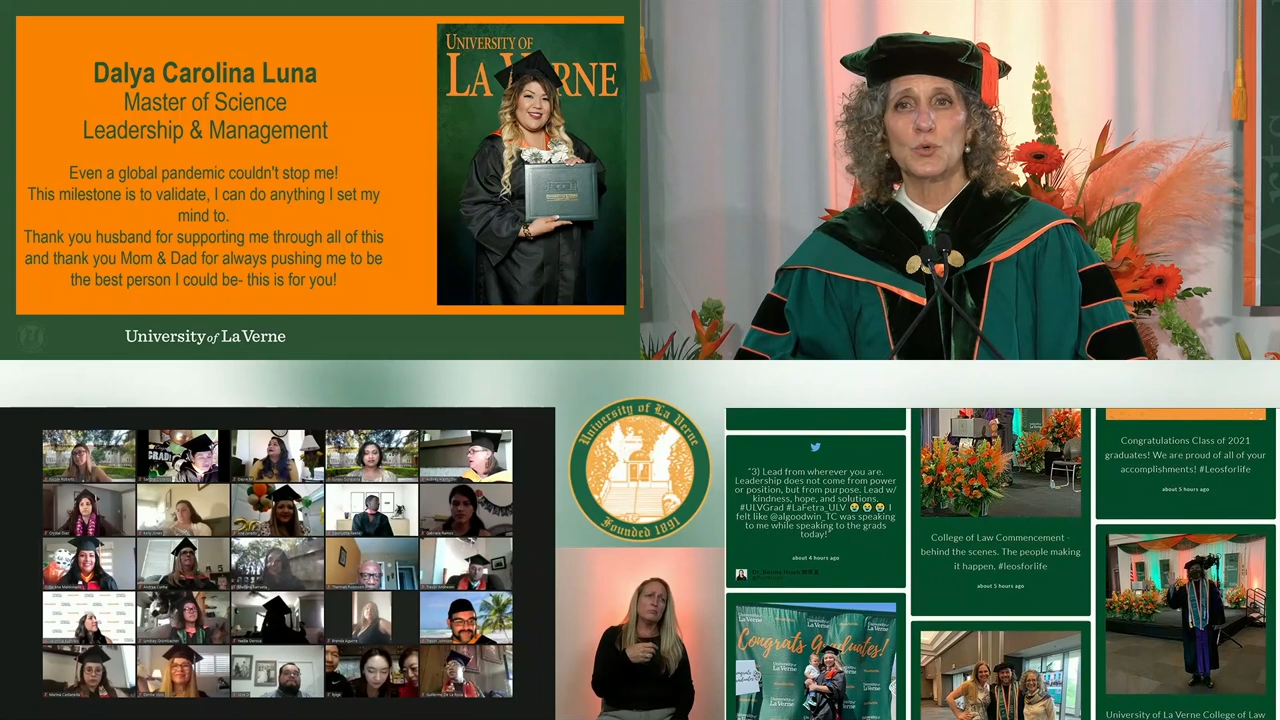 Dalya Carolina Luna
Master of Science
Leadership & Management
Even a global pandemic couldn't stop me!
This milestone is to validate, I can do anything I set my
mind to.
Thank you husband for supporting me through all of this
and thank you Mom & Dad for always pushing me to be
the best person I could be- this is for you!
University of La Verne
UNIVERSITY OF
LA VERNE
University of La Verne
Founded 1891
"3) Lead from wherever you are.
Leadership does not come from power
or position, but from purpose. Lead w/
kindness, hope, and solutions.
#ULVGrad #LaFetra_ULV 😭 😭 😭 I
felt like @algoodwin_TC was speaking
to me while speaking to the grads
today!"
about 4 hours ago
Congrats Graduates!
College of Law Commencement -
behind the scenes. The people making
it happen. #leosforlife
about 5 hours ago
Congratulations Class of 2021
graduates! We are proud of all of your
accomplishments! #Leosforlife
about 5 hours ago
University of La Verne College of Law